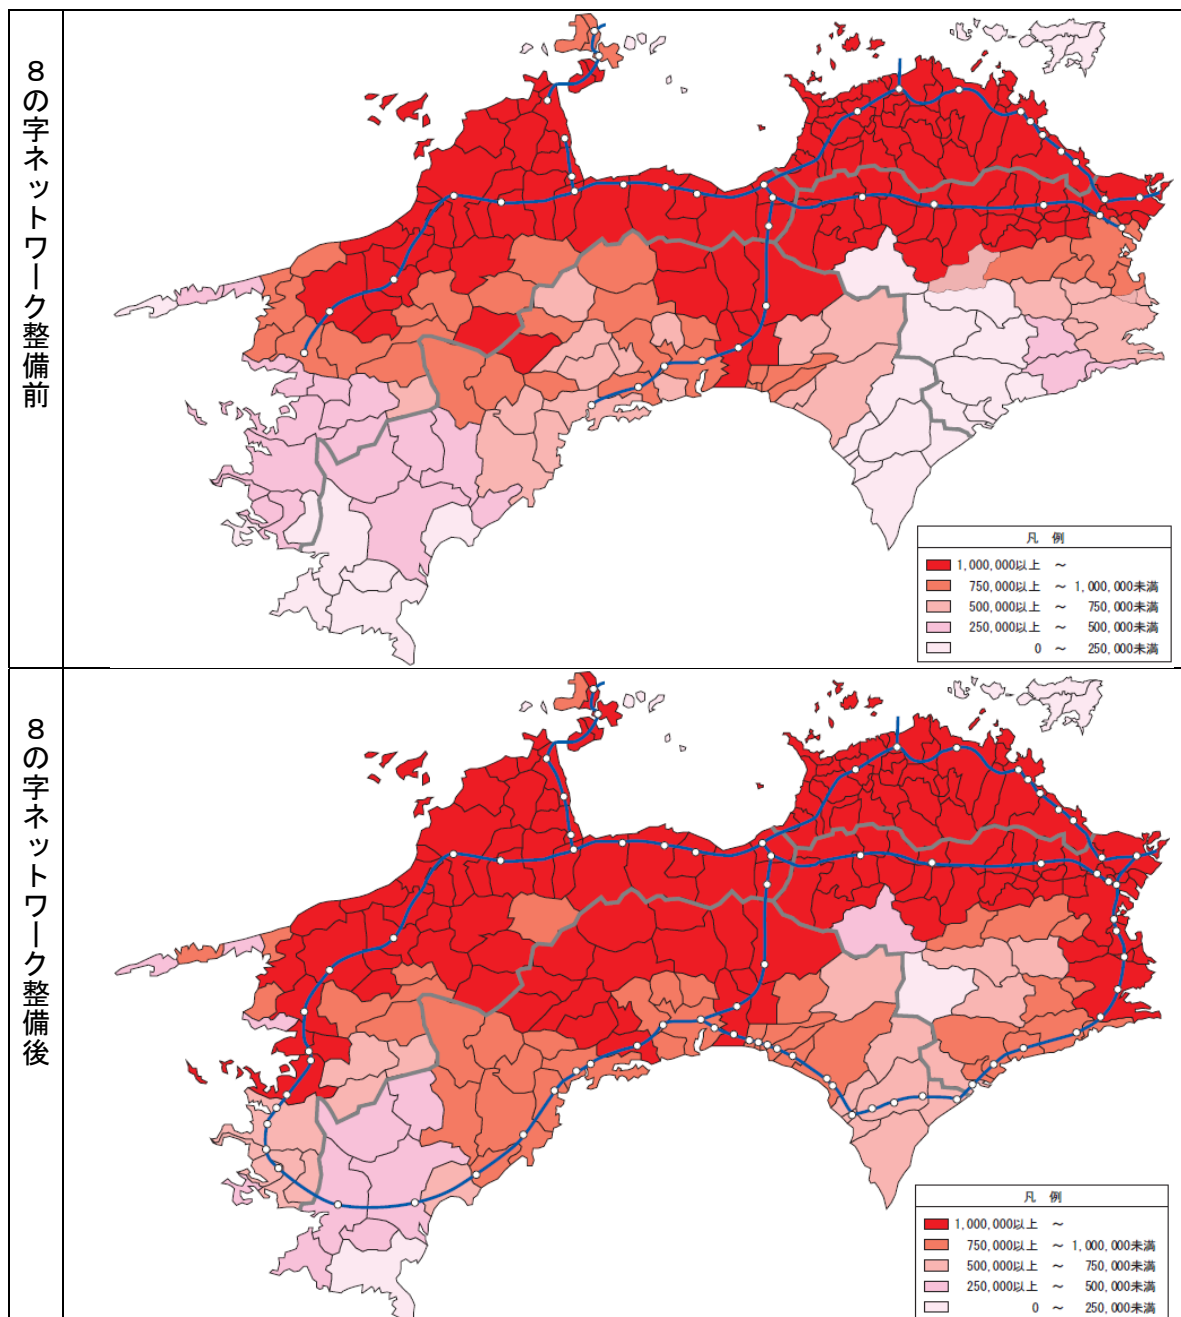 8の字ネットワーク整備前
凡 例
1,000,000以上 ～
750,000以上 ～ 1,000,000未満
500,000以上 ～ 750,000未満
250,000以上 ～ 500,000未満
0 ～ 250,000未満
8の字ネットワーク整備後
凡 例
1,000,000以上 ～
750,000以上 ～ 1,000,000未満
500,000以上 ～ 750,000未満
250,000以上 ～ 500,000未満
0 ～ 250,000未満